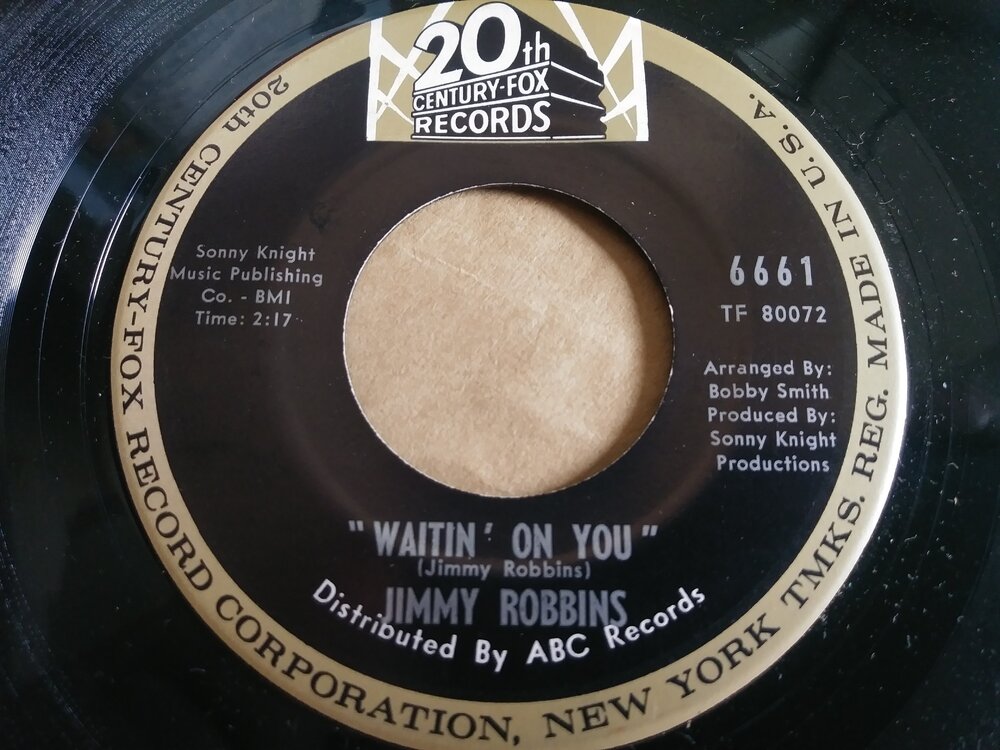 20th
CENTURY-FOX
RECORDS
20th CENTURY-FOX RECORD CORPORATION, NEW YORK TMKS. REG. MADE IN U.S.A.
Sonny Knight
Music Publishing
Co. - BMI
Time: 2:17
6661
TF 80072
Arranged By:
Bobby Smith
Produced By:
Sonny Knight
Productions
"WAITIN' ON YOU"
(Jimmy Robbins)
JIMMY ROBBINS
Distributed By ABC Records